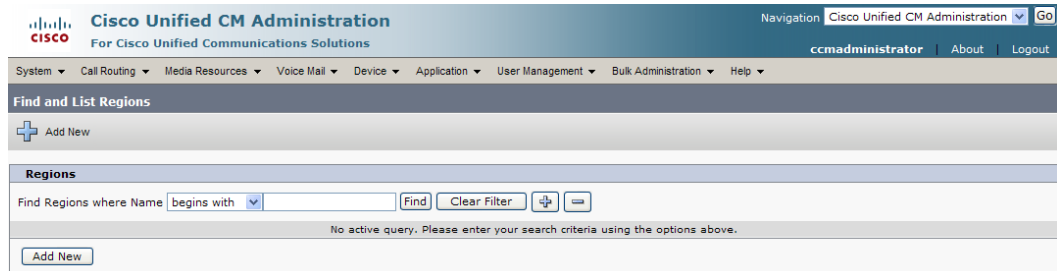 Cisco Unified CM Administration
Navigation Cisco Unified CM Administration Go
CISCO
For Cisco Unified Communications Solutions
ccmadministrator | About | Logout
System Call Routing Media Resources Voice Mail Device Application User Management Bulk Administration Help
Find and List Regions
Add New
Regions
Find Regions where Name begins with Find Clear Filter
No active query. Please enter your search criteria using the options above.
Add New